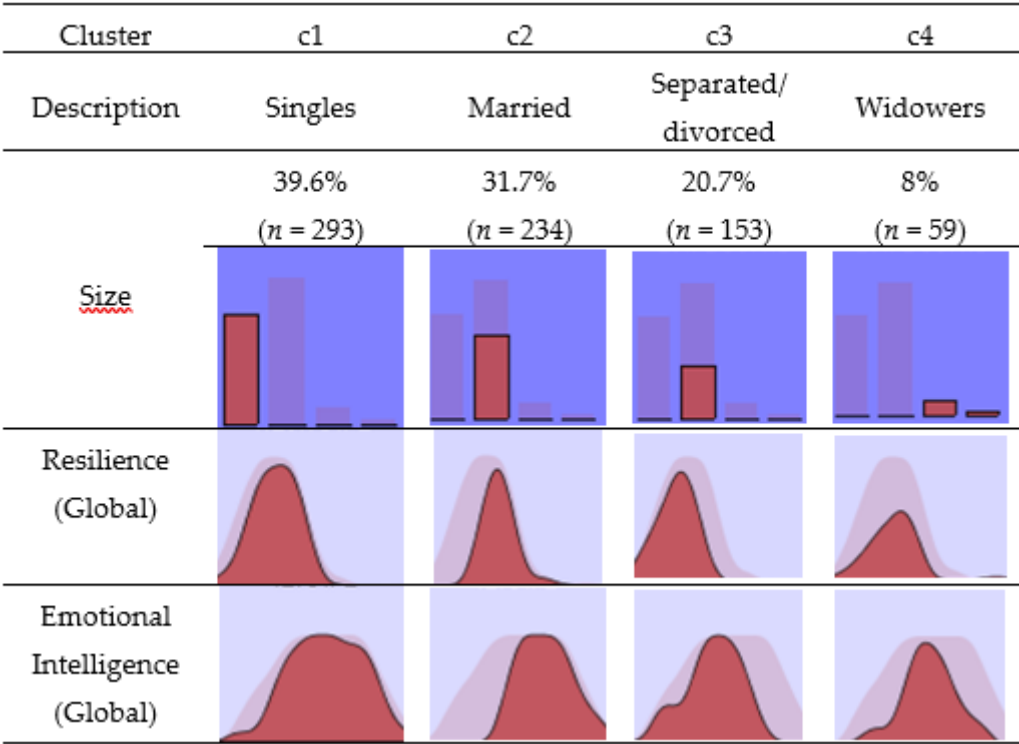 Cluster c1 c2 c3 c4
Description Singles Married Separated/ divorced Widowers
39.6% 31.7% 20.7% 8%
(n = 293) (n = 234) (n = 153) (n = 59)
Size
Resilience
(Global)
Emotional
Intelligence
(Global)